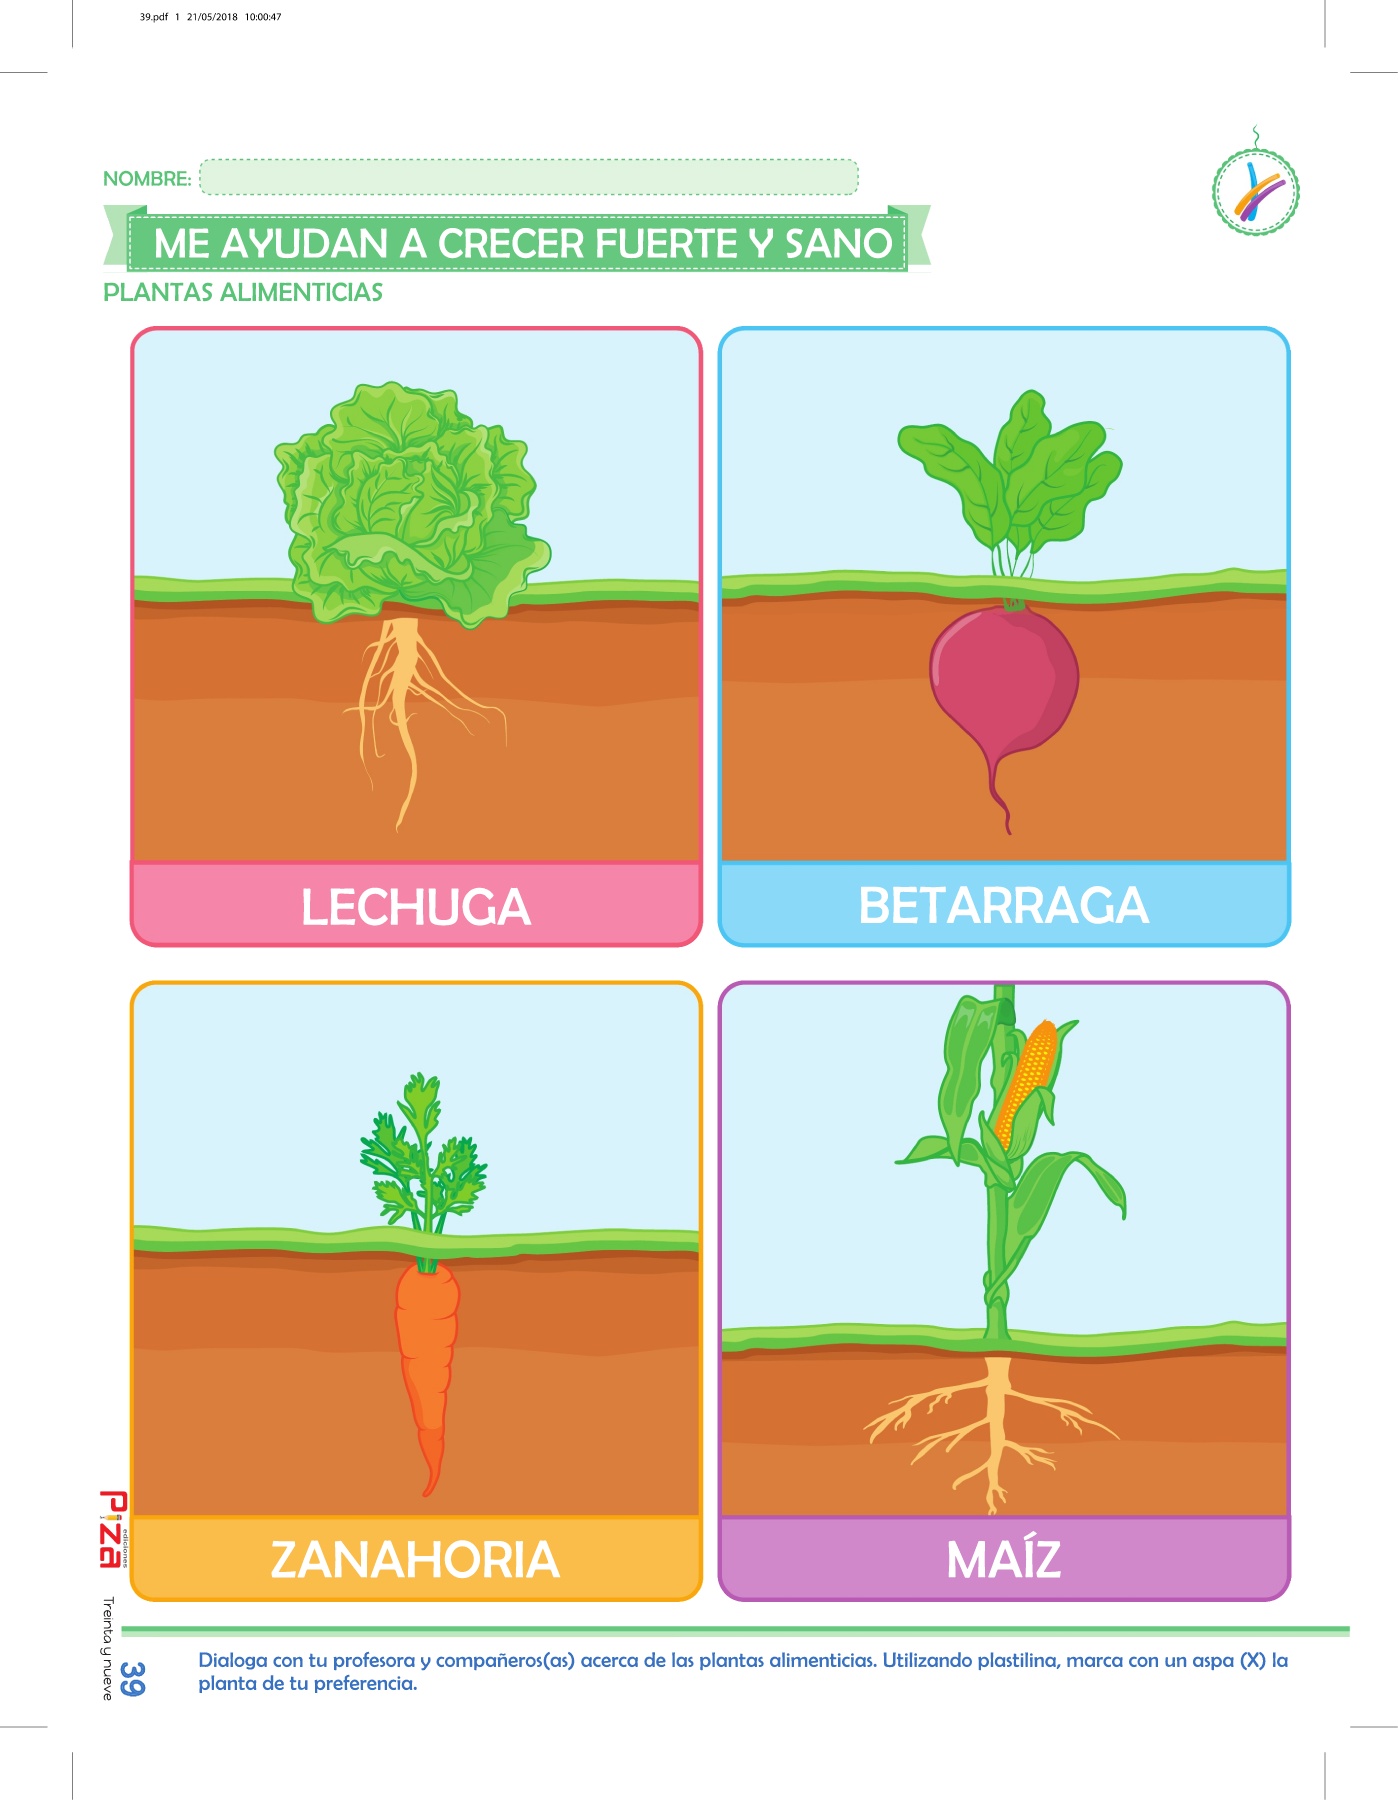 39.pdf 1 21/05/2018 10:00:47
NOMBRE:
ME AYUDAN A CRECER FUERTE Y SANO
PLANTAS ALIMENTICIAS
LECHUGA
BETARRAGA
ZANAHORIA
MAÍZ
Piza
ediciones
Treinta y nueve
39
Dialoga con tu profesora y compañeros(as) acerca de las plantas alimenticias. Utilizando plastilina, marca con un aspa (X) la
planta de tu preferencia.